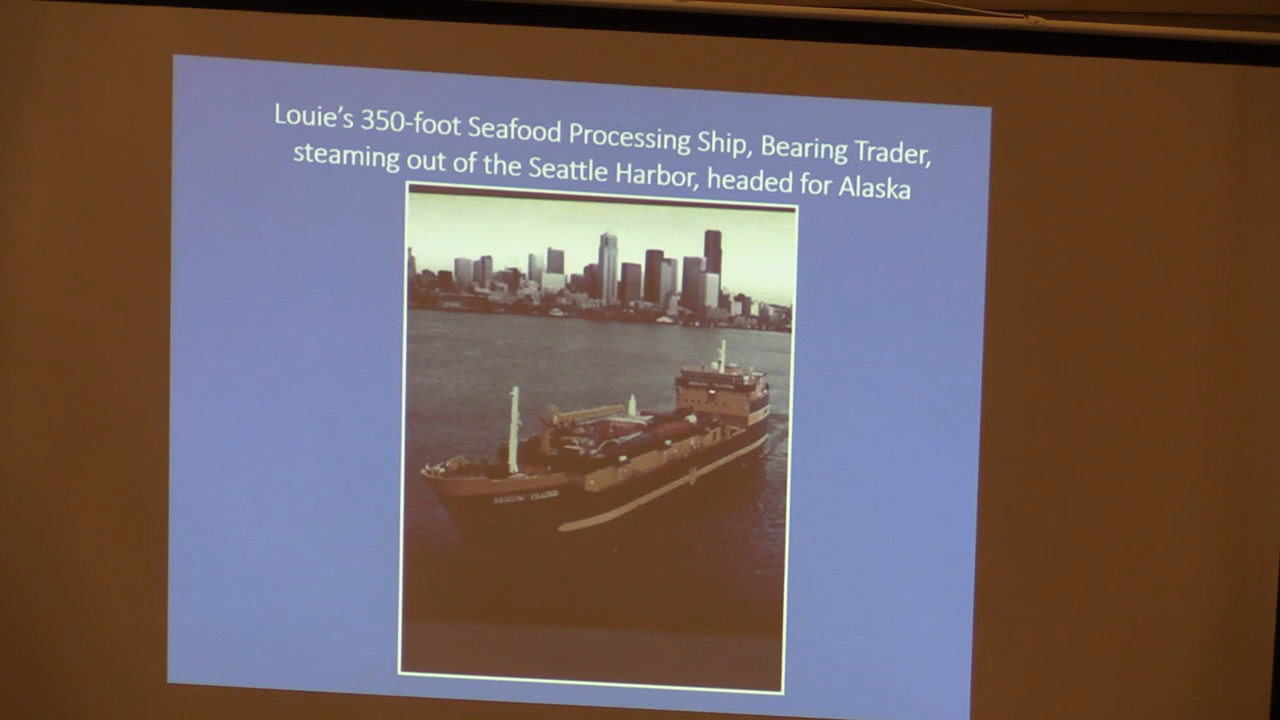 Louie's 350-foot Seafood Processing Ship, Bearing Trader,
steaming out of the Seattle Harbor, headed for Alaska